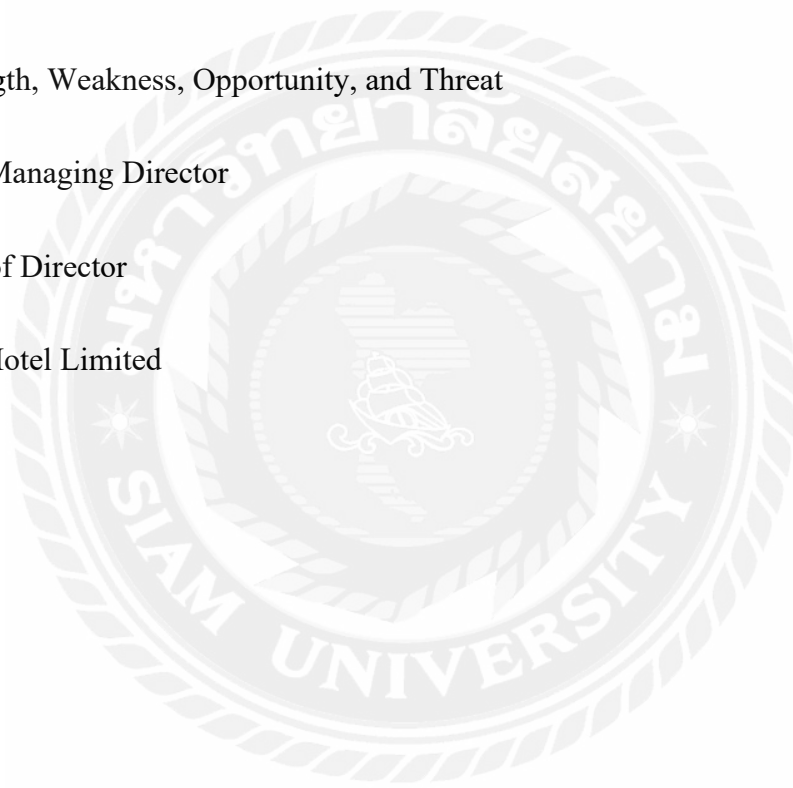 gth, Weakness, Opportunity, and Threat
Managing Director
of Director
Hotel Limited
มหาวิทยาลัยสยาม
SIAM UNIVERSITY